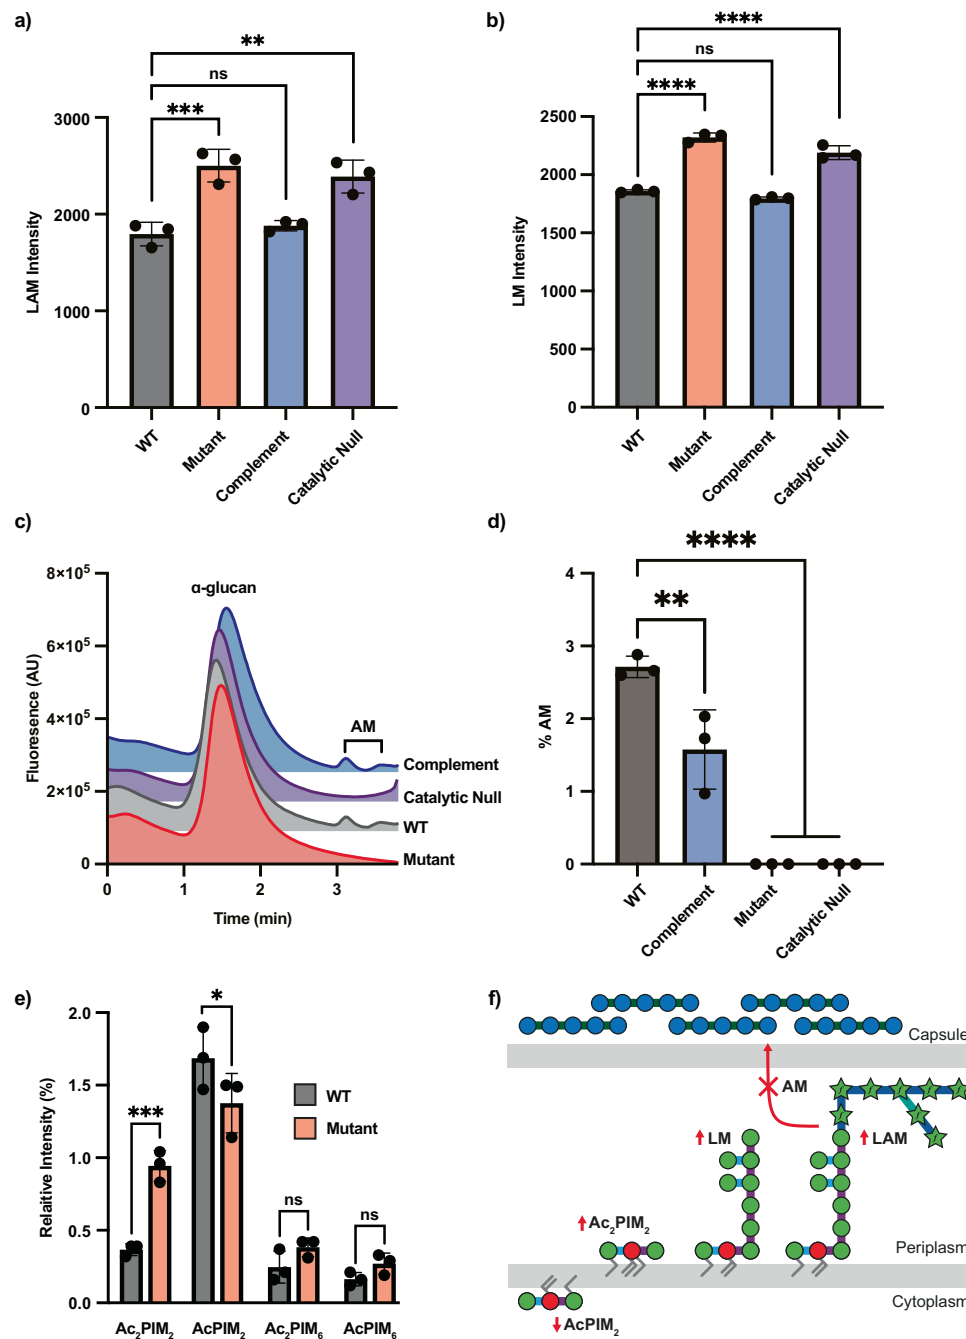 a)
**
ns
***
3000
2000
1000
0
LAM Intensity
WT
Mutant
Complement
Catalytic Null
b)
****
ns
****
2500
2000
1500
1000
500
0
LM Intensity
WT
Mutant
Complement
Catalytic Null
c)
8×10⁵
6×10⁵
4×10⁵
2×10⁵
0
Fluoresence (AU)
α-glucan
AM
Complement
Catalytic Null
WT
Mutant
0
1
2
3
Time (min)
d)
****
**
4
3
2
1
0
% AM
WT
Complement
Mutant
Catalytic Null
e)
2.0
1.5
1.0
0.5
0.0
Relaitive Intensity (%)
***
*
ns
ns
WT
Mutant
Ac₂PIM₂
AcPIM₂
Ac₂PIM₆
AcPIM₆
f)
Capsule
AM
LM
LAM
Ac₂PIM₂
Periplasm
Cytoplasm
AcPIM₂